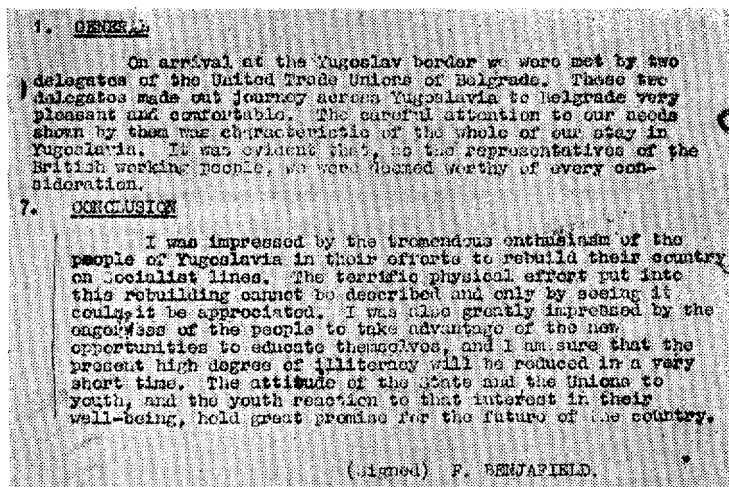 1. GENERAL
On arrival at the Yugoslav border we were met by two
delegates of the United Trade Unions of Belgrade. These two
delegates made out journey across Yugoslavia to Belgrade very
pleasant and comfortable. The careful attention to our needs
shown by them was characteristic of the whole of our stay in
Yugoslavia. It was evident that, as the representatives of the
British working people, we were deemed worthy of every con-
sideration.
7. CONCLUSION
I was impressed by the tremendous enthusiasm of the
people of Yugoslavia in their efforts to rebuild their country
on Socialist lines. The terrific physical effort put into
this rebuilding cannot be described and only by seeing it
could it be appreciated. I was also greatly impressed by the
eagerness of the people to take advantage of the new
opportunities to educate themselves, and I am sure that the
present high degree of illiteracy will be reduced in a very
short time. The attitude of the State and the Unions to
youth, and the youth reaction to that interest in their
well-being, hold great promise for the future of the country.
(Signed) F. BENJAFIELD.